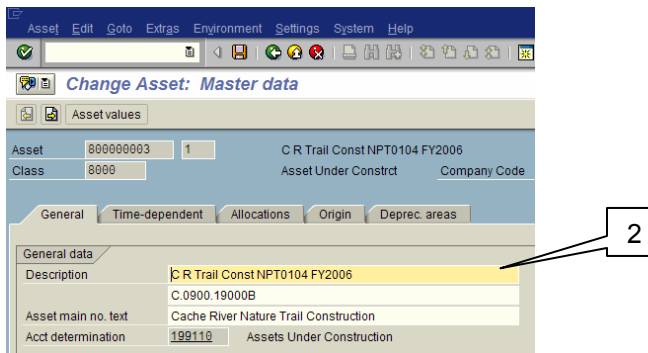 Asset Edit Goto Extras Environment Settings System Help
Change Asset: Master data
Asset values
Asset 800000003 1 C R Trail Const NPT0104 FY2006
Class 8000 Asset Under Constrct Company Code
General Time-dependent Allocations Origin Deprec. areas
2
General data
Description C R Trail Const NPT0104 FY2006
C.0900.19000B
Asset main no. text Cache River Nature Trail Construction
Acct determination 199110 Assets Under Construction